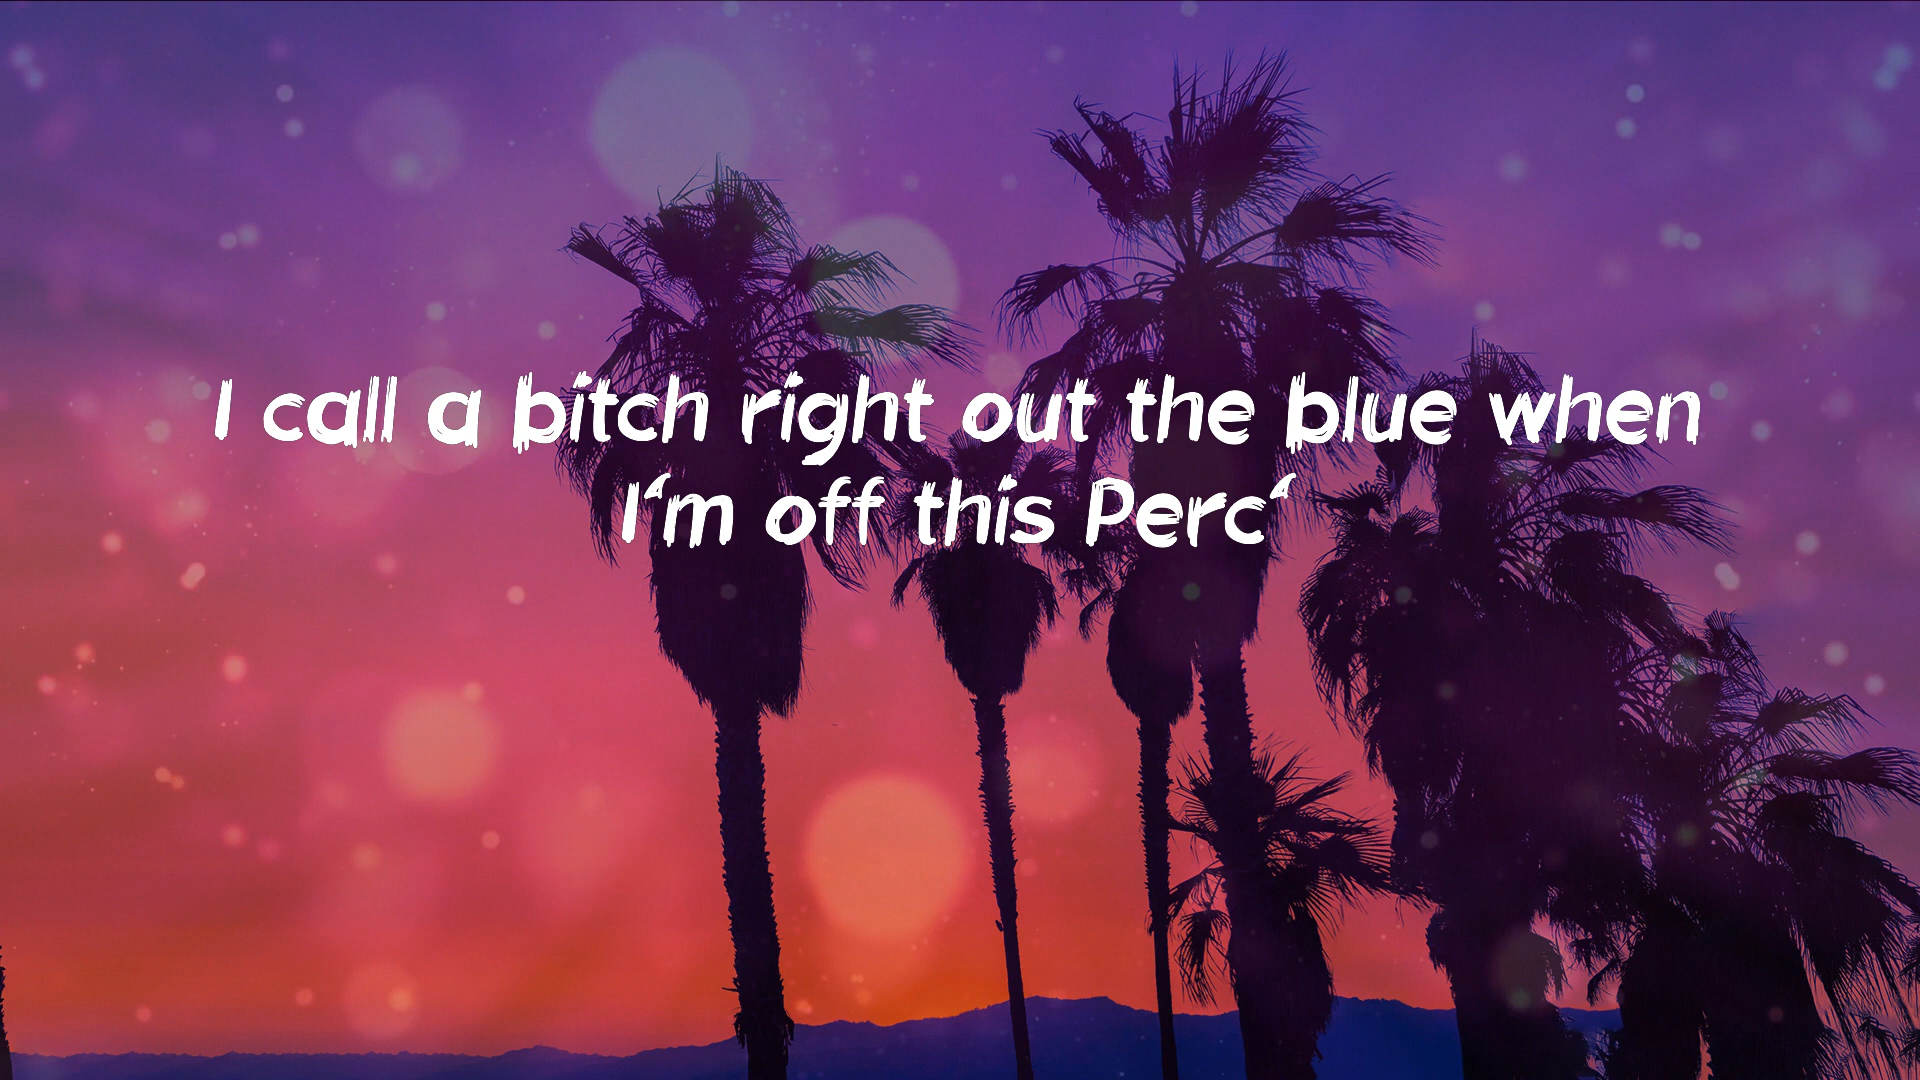 I call a bitch right out the blue when
I‘m off this Perc‘